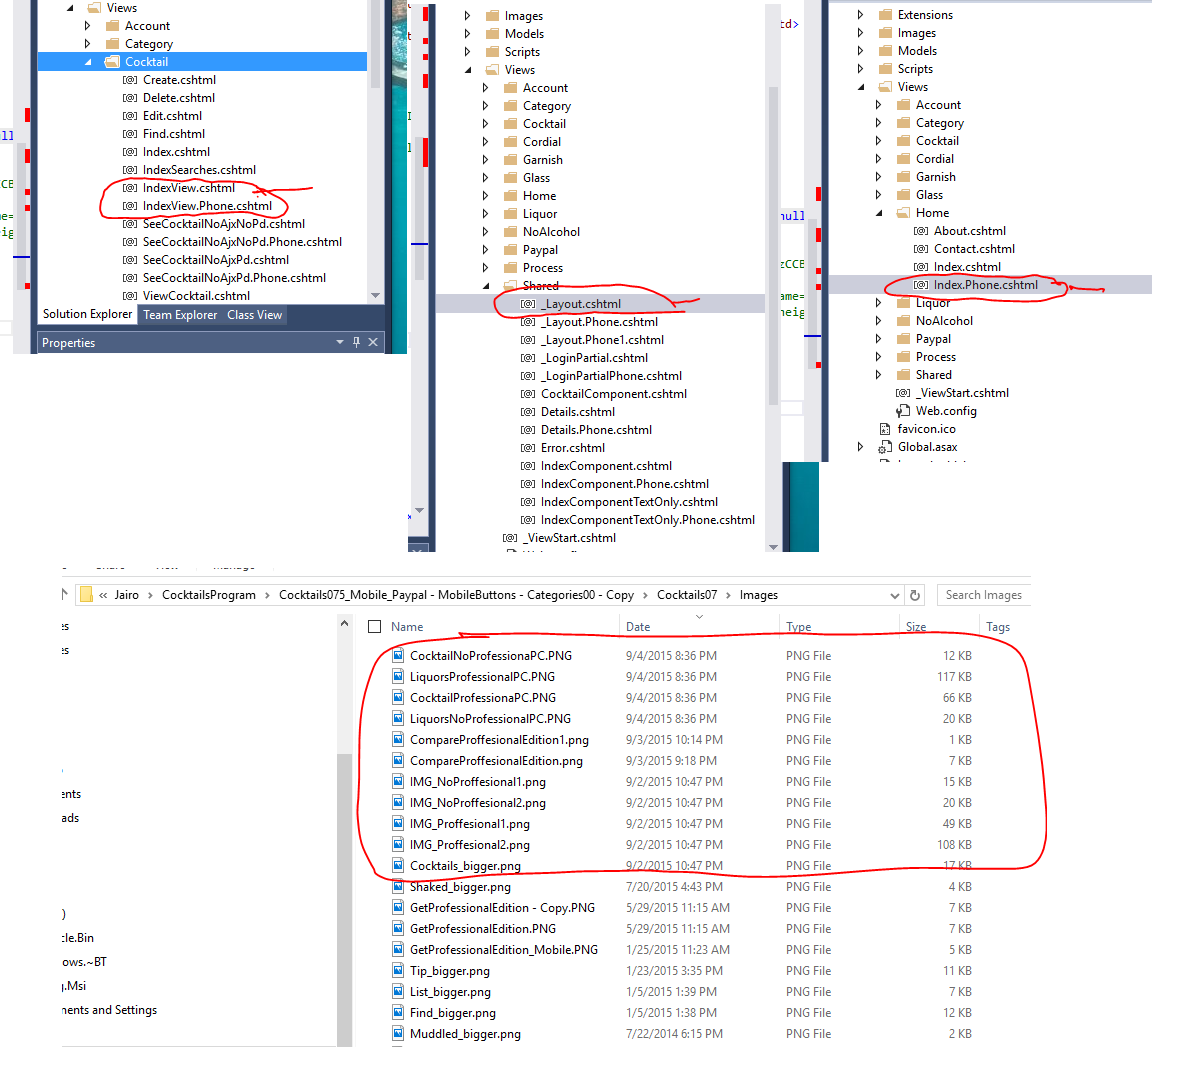 Views
Account
Category
Cocktail
Create.cshtml
Delete.cshtml
Edit.cshtml
Find.cshtml
Index.cshtml
IndexSearches.cshtml
IndexView.cshtml
IndexView.Phone.cshtml
SeeCocktailNoAjxNoPd.cshtml
SeeCocktailNoAjxNoPd.Phone.cshtml
SeeCocktailNoAjxPd.cshtml
SeeCocktailNoAjxPd.Phone.cshtml
ViewCocktail.cshtml
Solution Explorer Team Explorer Class View
Properties
Images
Models
Scripts
Views
Account
Category
Cocktail
Cordial
Garnish
Glass
Home
Liquor
NoAlcohol
Paypal
Process
Shared
_Layout.cshtml
_Layout.Phone.cshtml
_Layout.Phone1.cshtml
_LoginPartial.cshtml
_LoginPartialPhone.cshtml
CocktailComponent.cshtml
Details.cshtml
Details.Phone.cshtml
Error.cshtml
IndexComponent.cshtml
IndexComponent.Phone.cshtml
IndexComponentTextOnly.cshtml
IndexComponentTextOnly.Phone.cshtml
_ViewStart.cshtml
td>
Extensions
Images
Models
Scripts
Views
Account
Category
Cocktail
Cordial
Garnish
Glass
Home
About.cshtml
Contact.cshtml
Index.cshtml
Index.Phone.cshtml
Liquor
NoAlcohol
Paypal
Process
Shared
_ViewStart.cshtml
Web.config
favicon.ico
Global.asax
« Jairo > CocktailsProgram > Cocktails075_Mobile_Paypal - MobileButtons - Categories00 - Copy > Cocktails07 > Images
Search Images
Name Date Type Size Tags
CocktailNoProfessionaPC.PNG 9/4/2015 8:36 PM PNG File 12 KB
LiquorsProfessionalPC.PNG 9/4/2015 8:36 PM PNG File 117 KB
CocktailProfessionaPC.PNG 9/4/2015 8:36 PM PNG File 66 KB
LiquorsNoProfessionalPC.PNG 9/4/2015 8:36 PM PNG File 20 KB
CompareProffesionalEdition1.png 9/3/2015 10:14 PM PNG File 1 KB
CompareProffesionalEdition.png 9/3/2015 9:18 PM PNG File 7 KB
IMG_NoProffesional1.png 9/2/2015 10:47 PM PNG File 15 KB
IMG_NoProffesional2.png 9/2/2015 10:47 PM PNG File 20 KB
IMG_Proffesional1.png 9/2/2015 10:47 PM PNG File 49 KB
IMG_Proffesional2.png 9/2/2015 10:47 PM PNG File 108 KB
Cocktails_bigger.png 9/2/2015 10:47 PM PNG File 17 KB
Shaked_bigger.png 7/20/2015 4:43 PM PNG File 4 KB
GetProfessionalEdition - Copy.PNG 5/29/2015 11:15 AM PNG File 7 KB
GetProfessionalEdition.PNG 5/29/2015 11:15 AM PNG File 7 KB
GetProfessionalEdition_Mobile.PNG 1/25/2015 11:23 AM PNG File 5 KB
Tip_bigger.png 1/23/2015 3:35 PM PNG File 11 KB
List_bigger.png 1/5/2015 1:39 PM PNG File 7 KB
Find_bigger.png 1/5/2015 1:38 PM PNG File 12 KB
Muddled_bigger.png 7/22/2014 6:15 PM PNG File 2 KB
es
es
ents
ads
)
cle.Bin
ows.~BT
g.Msi
nents and Settings